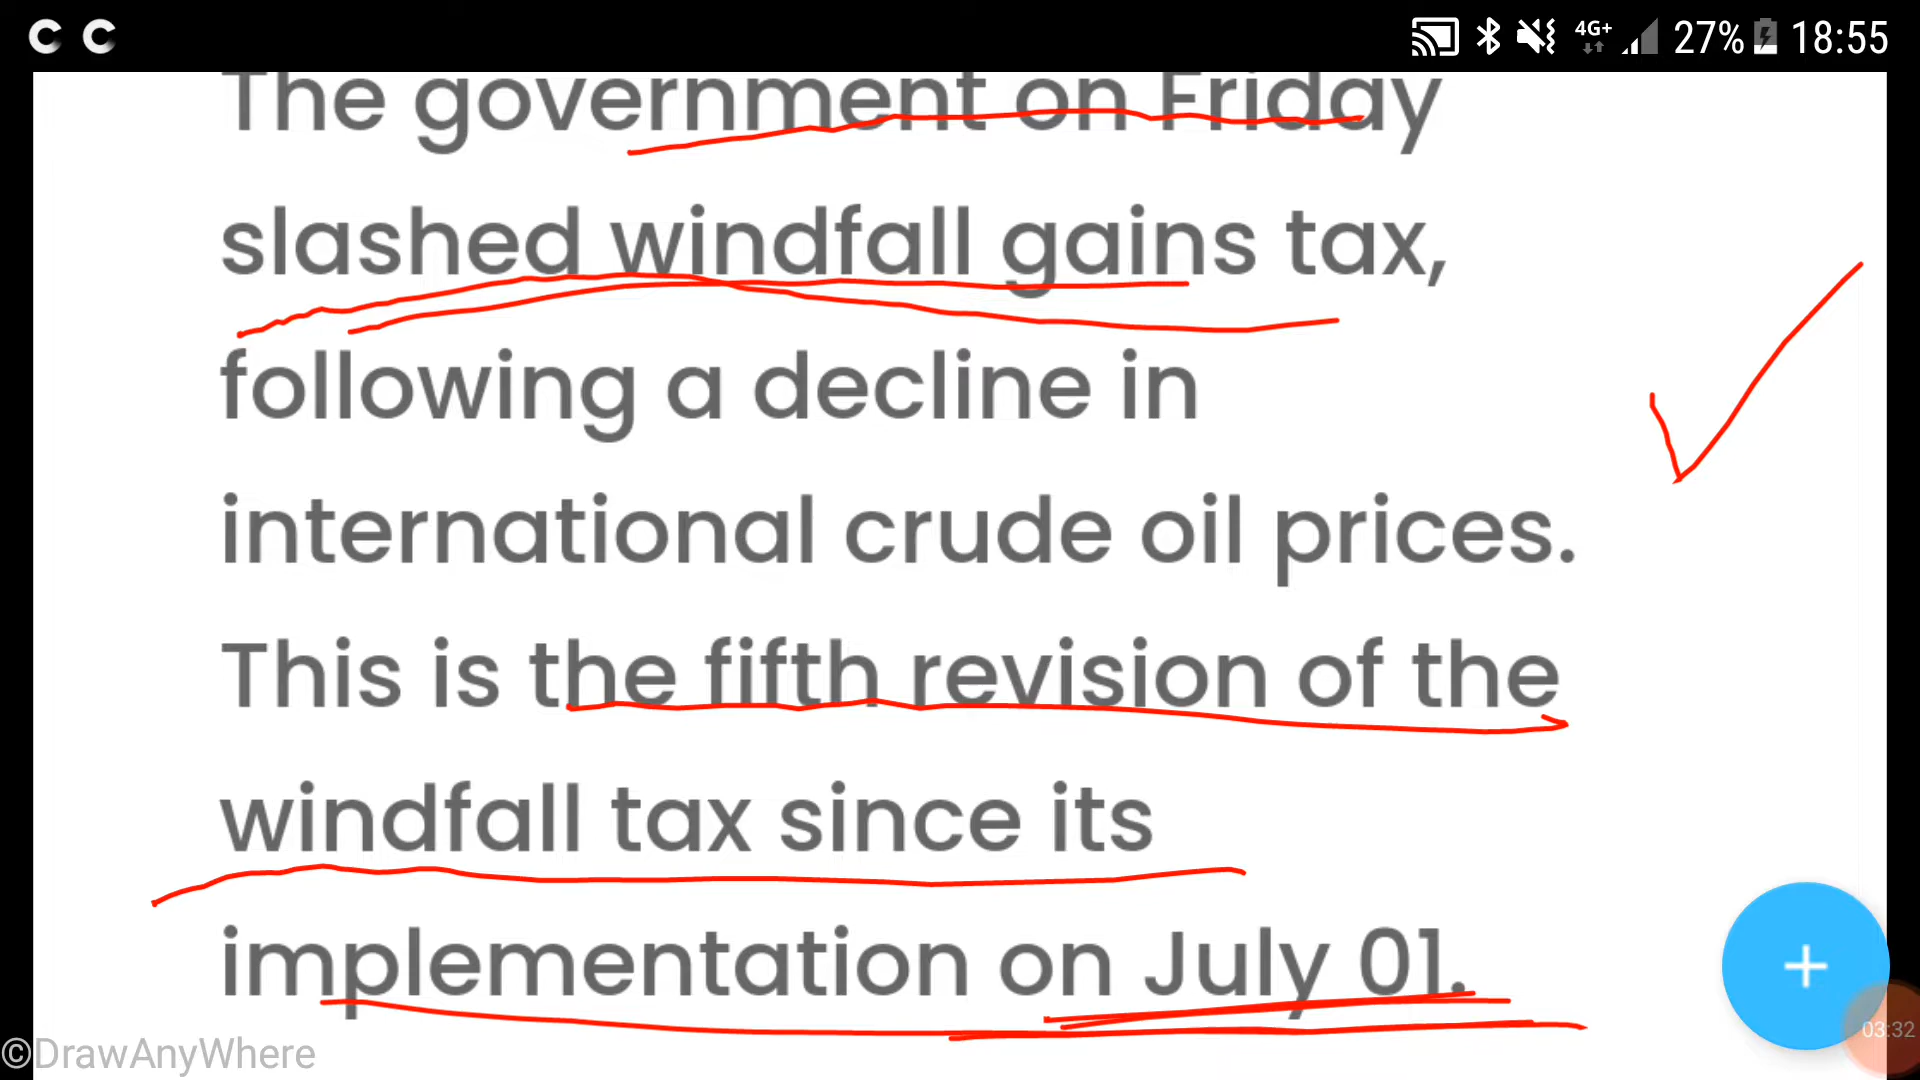 C C 4G+ 27% 18:55
The government on Friday
slashed windfall gains tax,
following a decline in
international crude oil prices.
This is the fifth revision of the
windfall tax since its
implementation on July 01.
+
03:32
©DrawAnyWhere